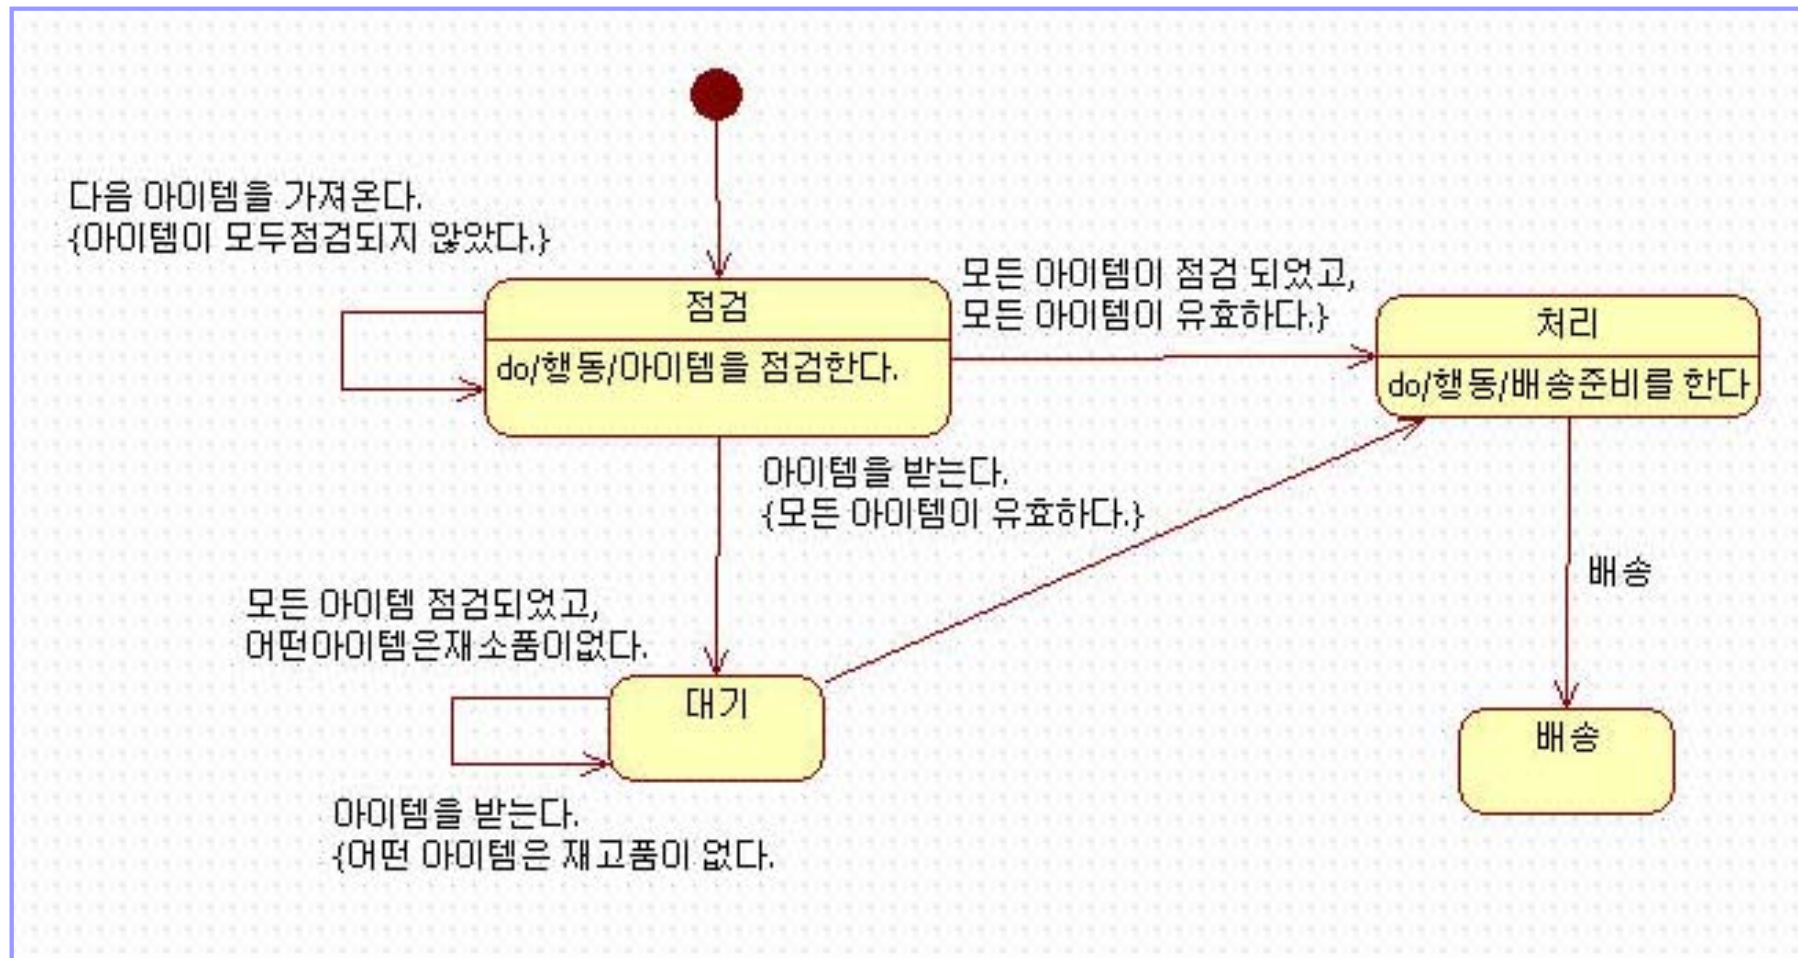 다음 아이템을 가져온다.
{아이템이 모두점검되지 않았다.}
점검
do/행동/아이템을 점검한다.
모든 아이템이 점검 되었고,
모든 아이템이 유효하다.}
처리
do/행동/배송준비를 한다
아이템을 받는다.
{모든 아이템이 유효하다.}
배송
모든 아이템 점검되었고,
어떤아이템은재소품이없다.
대기
배송
아이템을 받는다.
{어떤 아이템은 재고품이 없다.